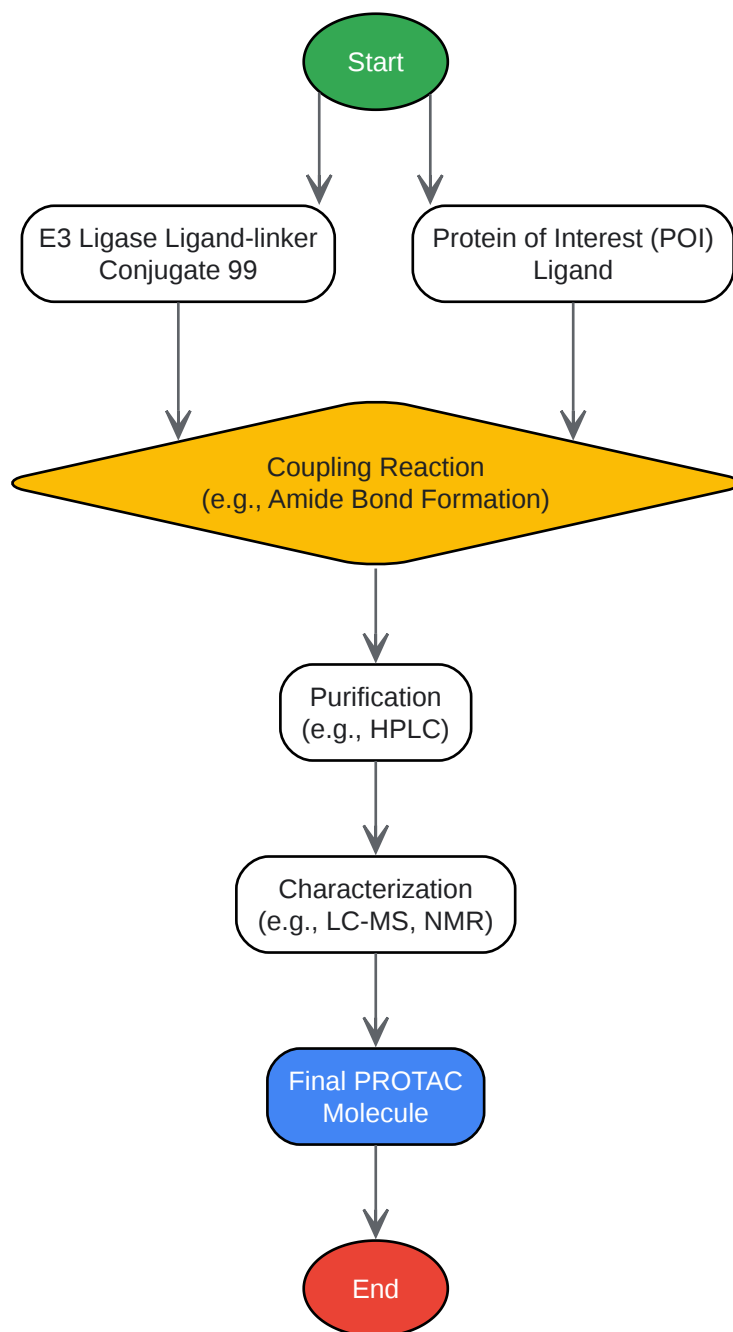 Start
E3 Ligase Ligand-linker
Conjugate 99
Protein of Interest (POI)
Ligand
Coupling Reaction
(e.g., Amide Bond Formation)
Purification
(e.g., HPLC)
Characterization
(e.g., LC-MS, NMR)
Final PROTAC
Molecule
End